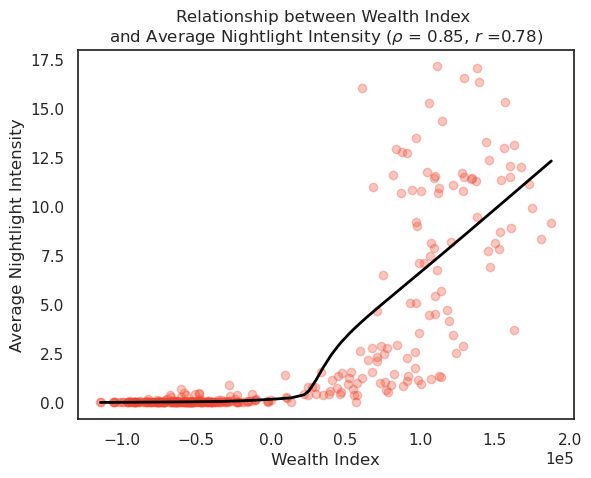 Relationship between Wealth Index
and Average Nightlight Intensity (ρ = 0.85, r =0.78)
Average Nightlight Intensity
17.5
15.0
12.5
10.0
7.5
5.0
2.5
0.0
−1.0 −0.5 0.0 0.5 1.0 1.5 2.0
1e5
Wealth Index